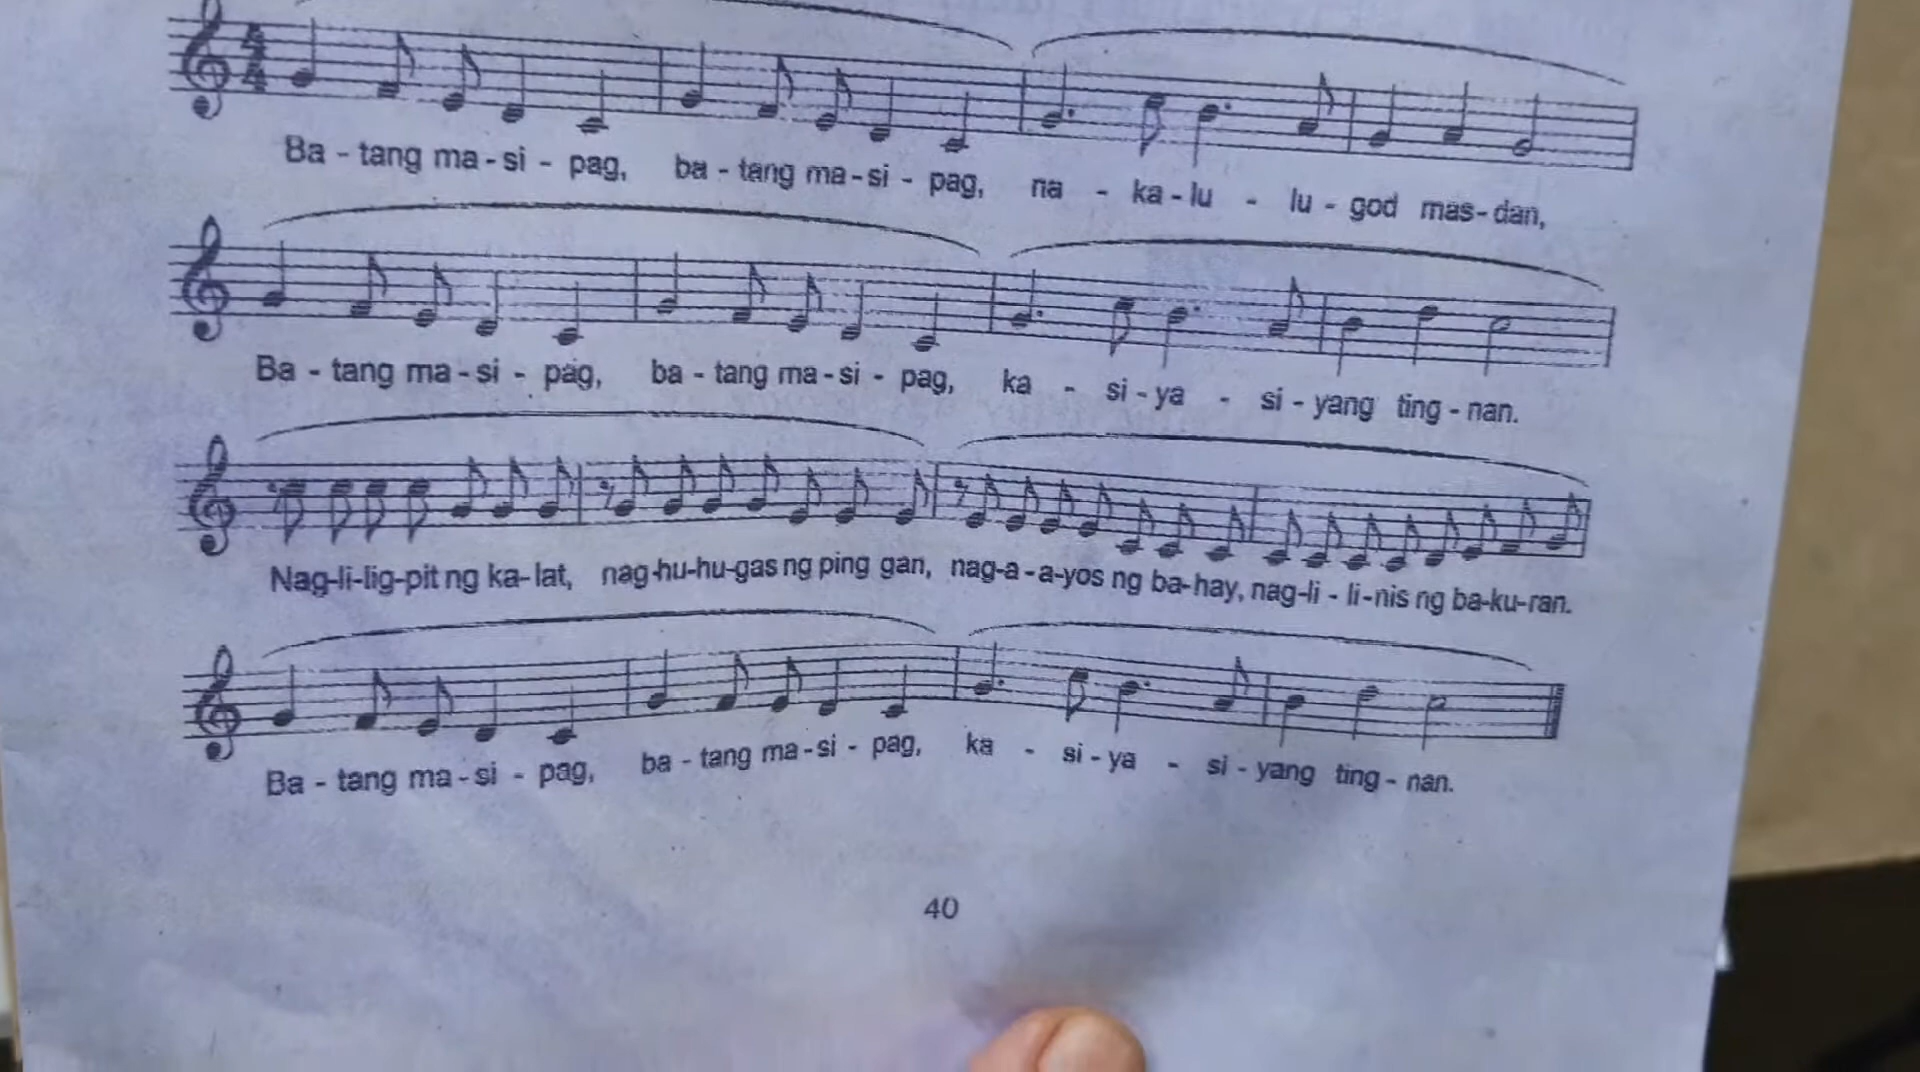 4
4
Ba - tang ma - si - pag, ba - tang ma - si - pag, na - ka - lu - lu - god mas - dan,
Ba - tang ma - si - pag, ba - tang ma - si - pag, ka - si - ya - si - yang ting - nan.
Nag-li-lig-pit ng ka-lat, nag-hu-hu-gas ng ping gan, nag-a-a-yos ng ba-hay, nag-li-li-nis ng ba-ku-ran.
Ba - tang ma - si - pag, ba - tang ma - si - pag, ka - si - ya - si - yang ting - nan.
40